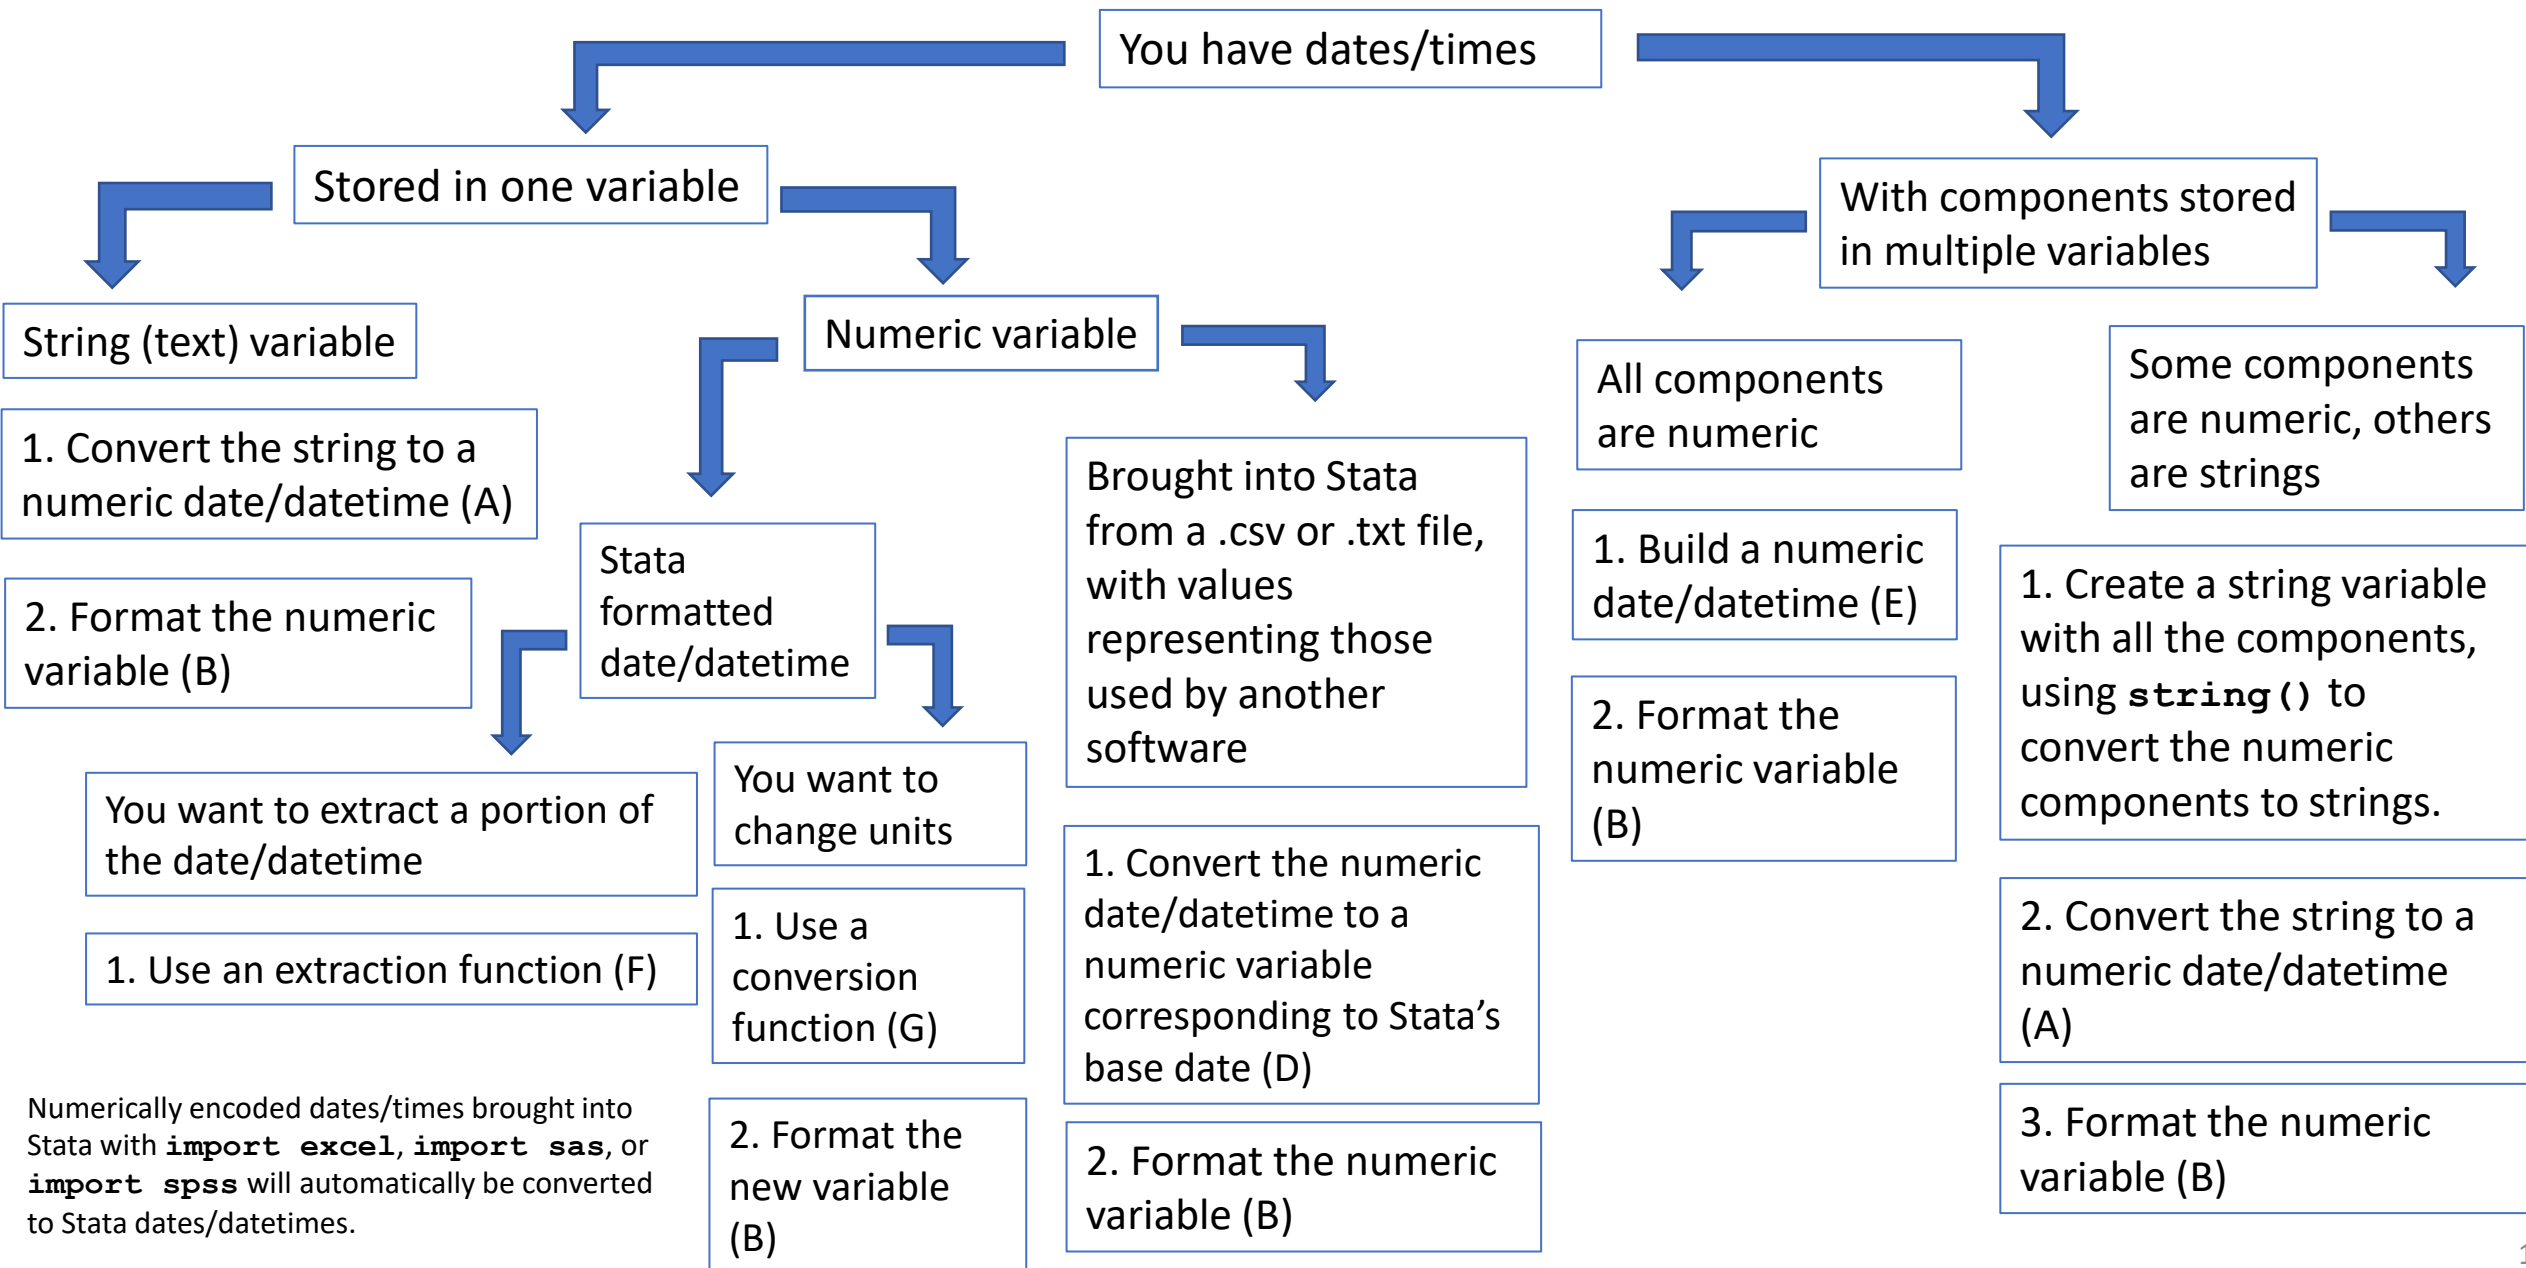 You have dates/times
Stored in one variable
With components stored
in multiple variables
String (text) variable
1. Convert the string to a
numeric date/datetime (A)
2. Format the numeric
variable (B)
Numeric variable
Stata
formatted
date/datetime
You want to extract a portion of
the date/datetime
1. Use an extraction function (F)
You want to
change units
1. Use a
conversion
function (G)
2. Format the
new variable
(B)
Brought into Stata
from a .csv or .txt file,
with values
representing those
used by another
software
1. Convert the numeric
date/datetime to a
numeric variable
corresponding to Stata’s
base date (D)
2. Format the numeric
variable (B)
All components
are numeric
1. Build a numeric
date/datetime (E)
2. Format the
numeric variable
(B)
Some components
are numeric, others
are strings
1. Create a string variable
with all the components,
using string() to
convert the numeric
components to strings.
2. Convert the string to a
numeric date/datetime
(A)
3. Format the numeric
variable (B)
Numerically encoded dates/times brought into
Stata with import excel, import sas, or
import spss will automatically be converted
to Stata dates/datetimes.